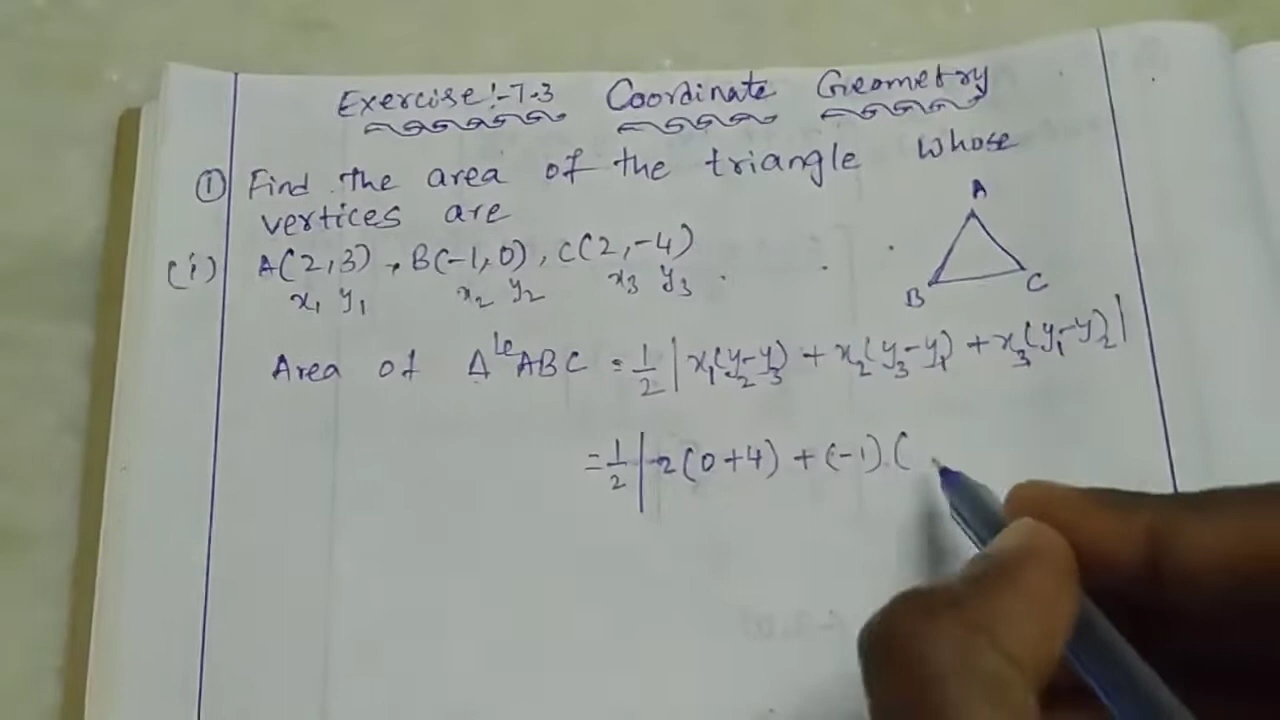 Exercise:-7.3 Coordinate Geometry
① Find the area of the triangle whose
vertices are
(i) A(2,3), B(-1,0), C(2,-4)
x₁ y₁ x₂ y₂ x₃ y₃
A
B C
Area of Δˡᵉ ABC = 1/2 |x₁(y₂-y₃) + x₂(y₃-y₁) + x₃(y₁-y₂)|
= 1/2 | 2(0+4) + (-1).(